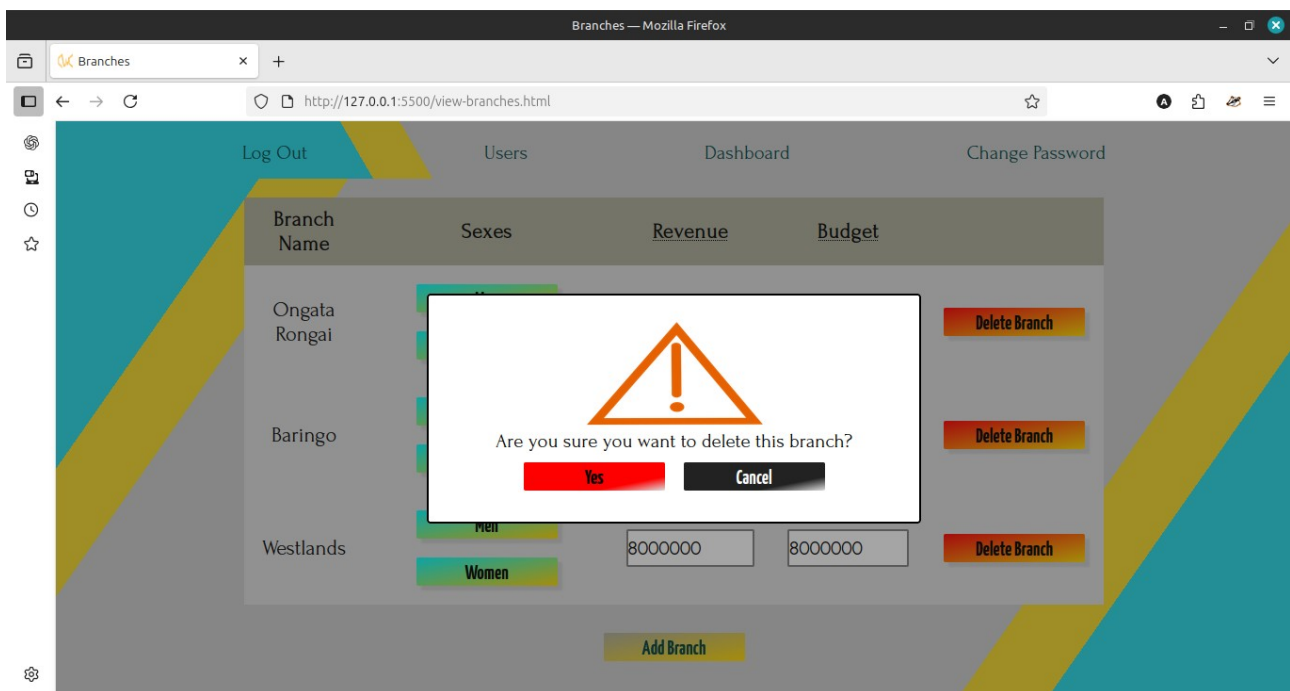 Branches — Mozilla Firefox
Branches
http://127.0.0.1:5500/view-branches.html
Log Out Users Dashboard Change Password
Branch Name Sexes Revenue Budget
Ongata Rongai
Delete Branch
Baringo
Delete Branch
Are you sure you want to delete this branch?
Yes Cancel
Men
Westlands 8000000 8000000 Delete Branch
Women
Add Branch